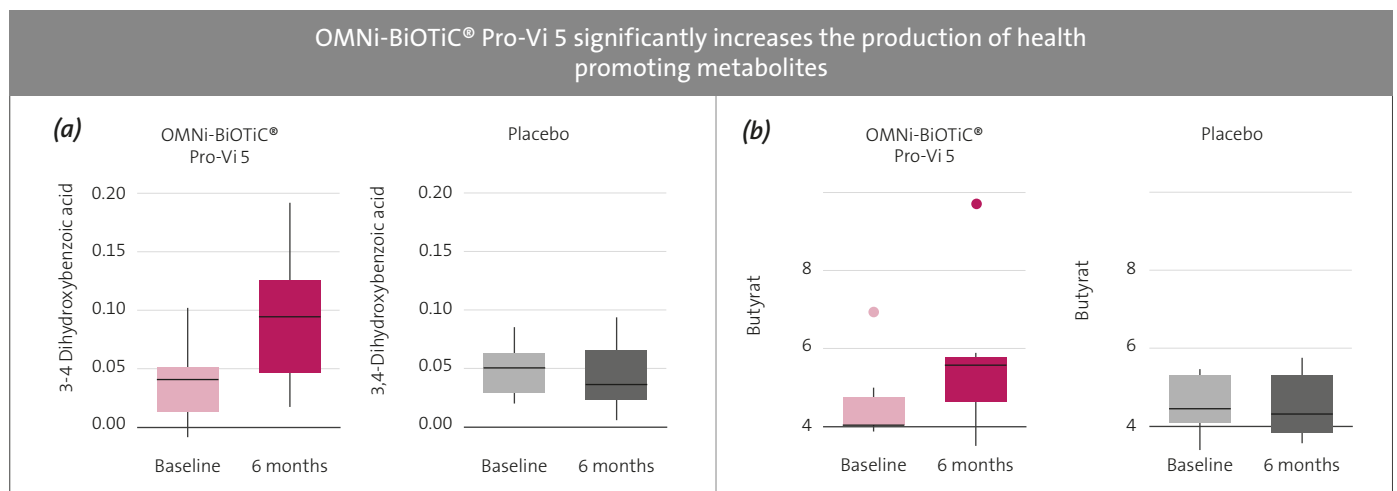 OMNi-BiOTiC® Pro-Vi 5 significantly increases the production of health
promoting metabolites
(a)
OMNi-BiOTiC®
Pro-Vi 5
Placebo
3-4 Dihydroxybenzoic acid
0.20
0.15
0.10
0.05
0.00
Baseline
6 months
3,4-Dihydroxybenzoic acid
0.20
0.15
0.10
0.05
0.00
Baseline
6 months
(b)
OMNi-BiOTiC®
Pro-Vi 5
Placebo
Butyrat
8
6
4
Baseline
6 months
Butyrat
8
6
4
Baseline
6 months